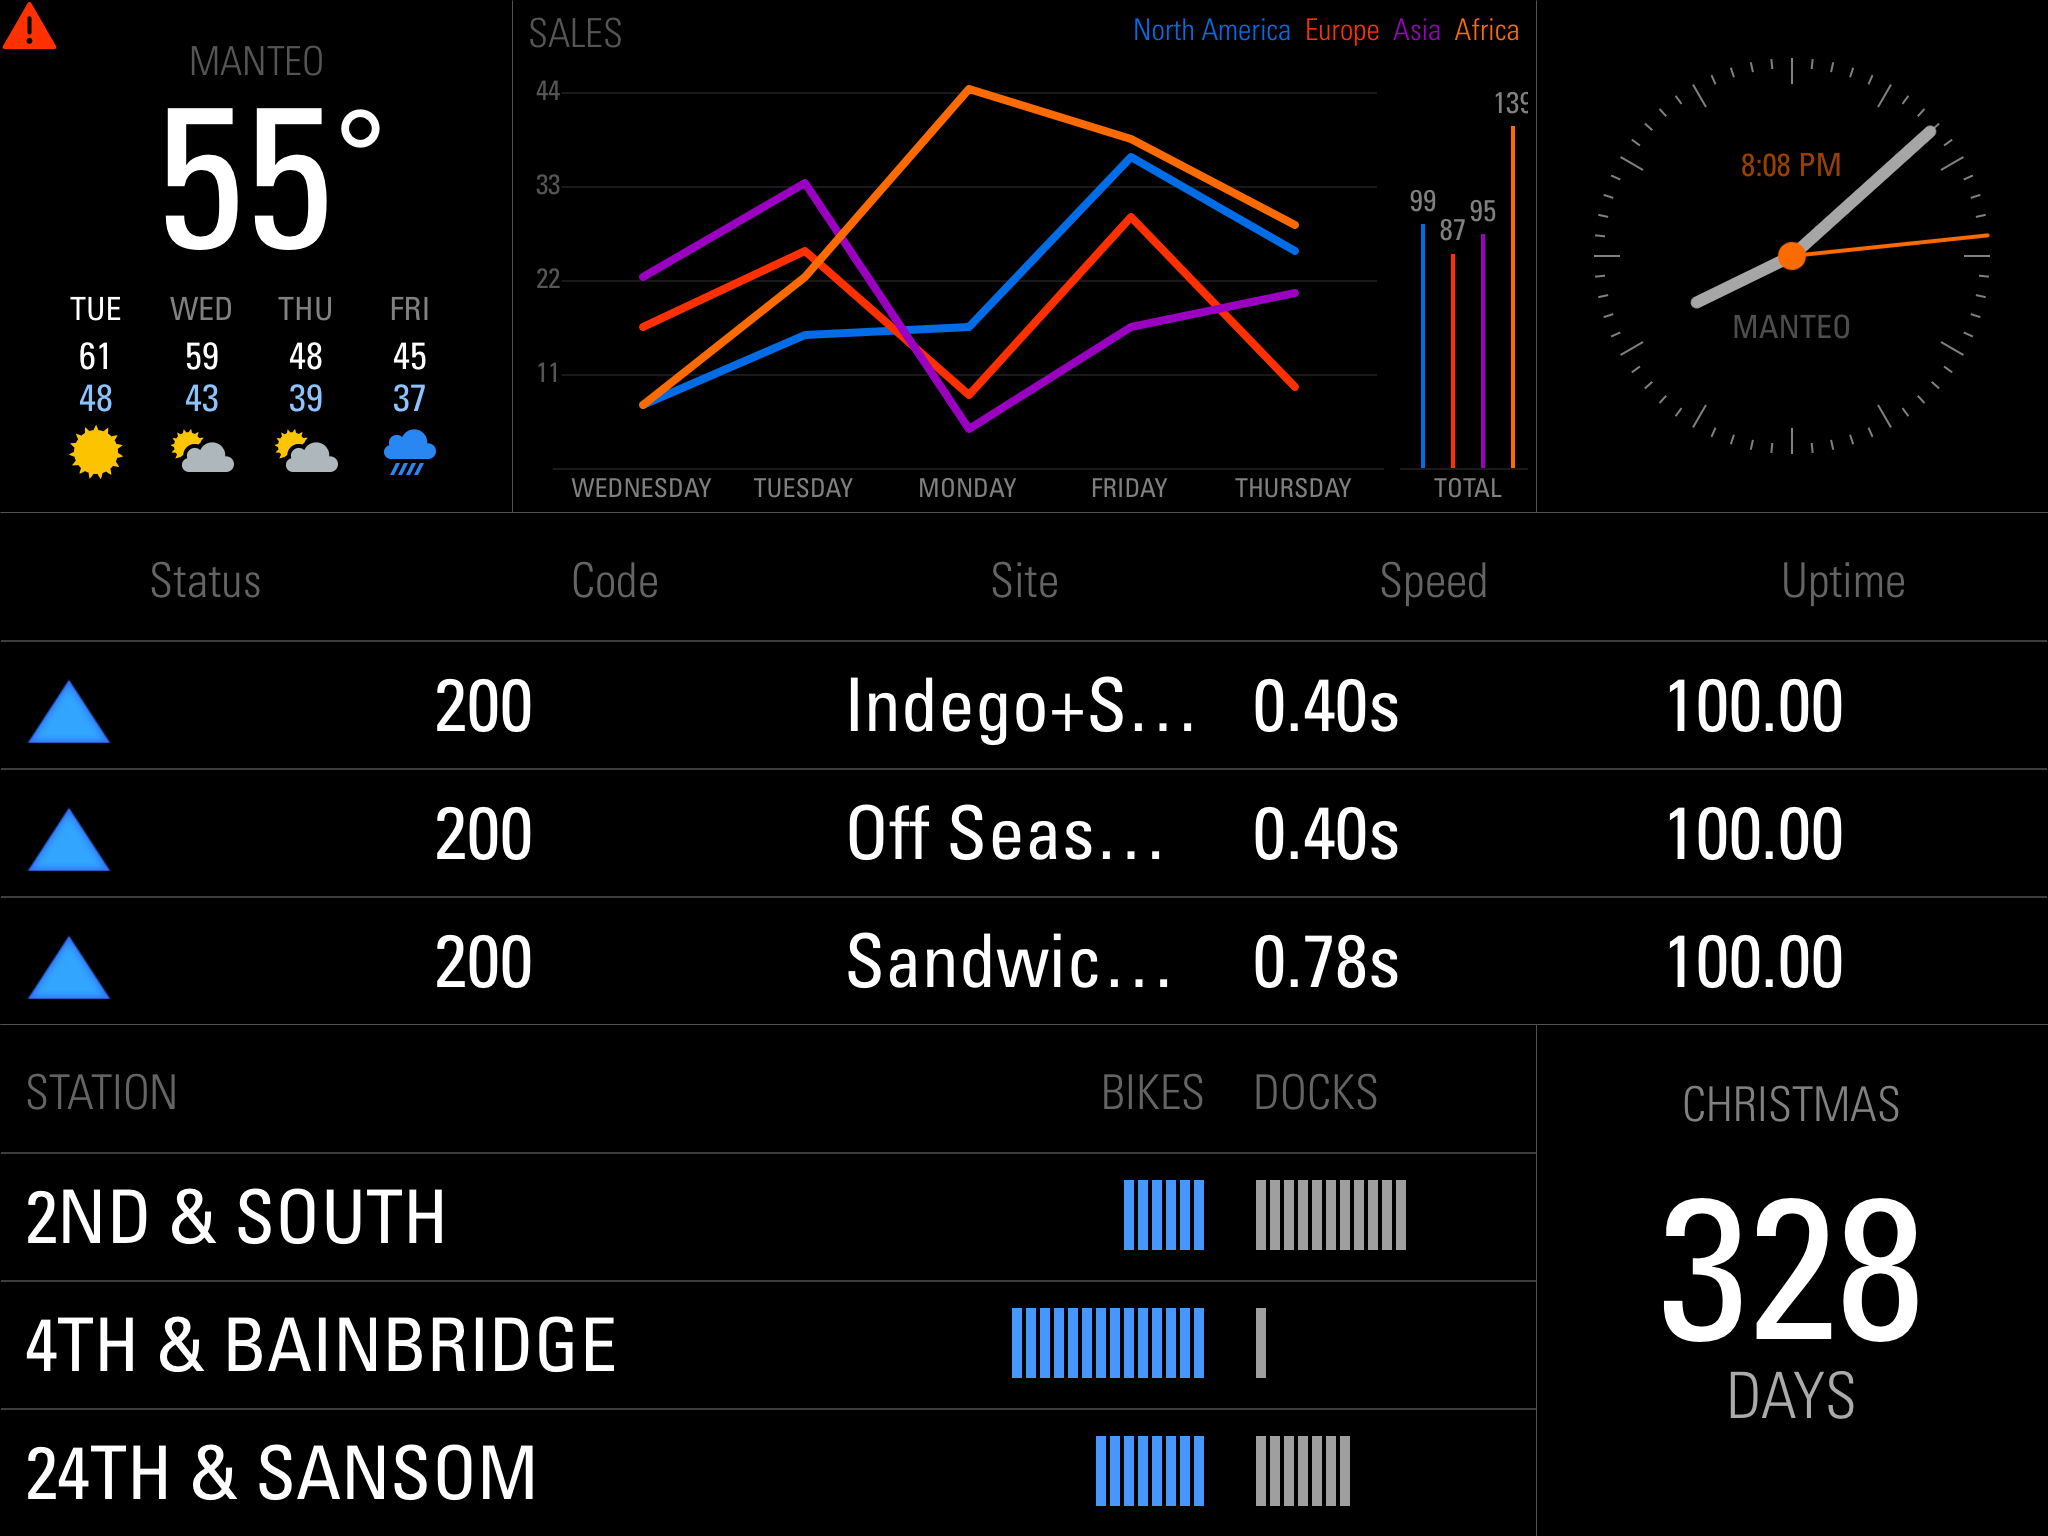 MANTEO
55°
TUE WED THU FRI
61 59 48 45
48 43 39 37
SALES
North America Europe Asia Africa
44
33
22
11
WEDNESDAY TUESDAY MONDAY FRIDAY THURSDAY
99 87 95 139
TOTAL
8:08 PM
MANTEO
Status Code Site Speed Uptime
200 Indego+S... 0.40s 100.00
200 Off Seas... 0.40s 100.00
200 Sandwic... 0.78s 100.00
STATION BIKES DOCKS
2ND & SOUTH
4TH & BAINBRIDGE
24TH & SANSOM
CHRISTMAS
328
DAYS